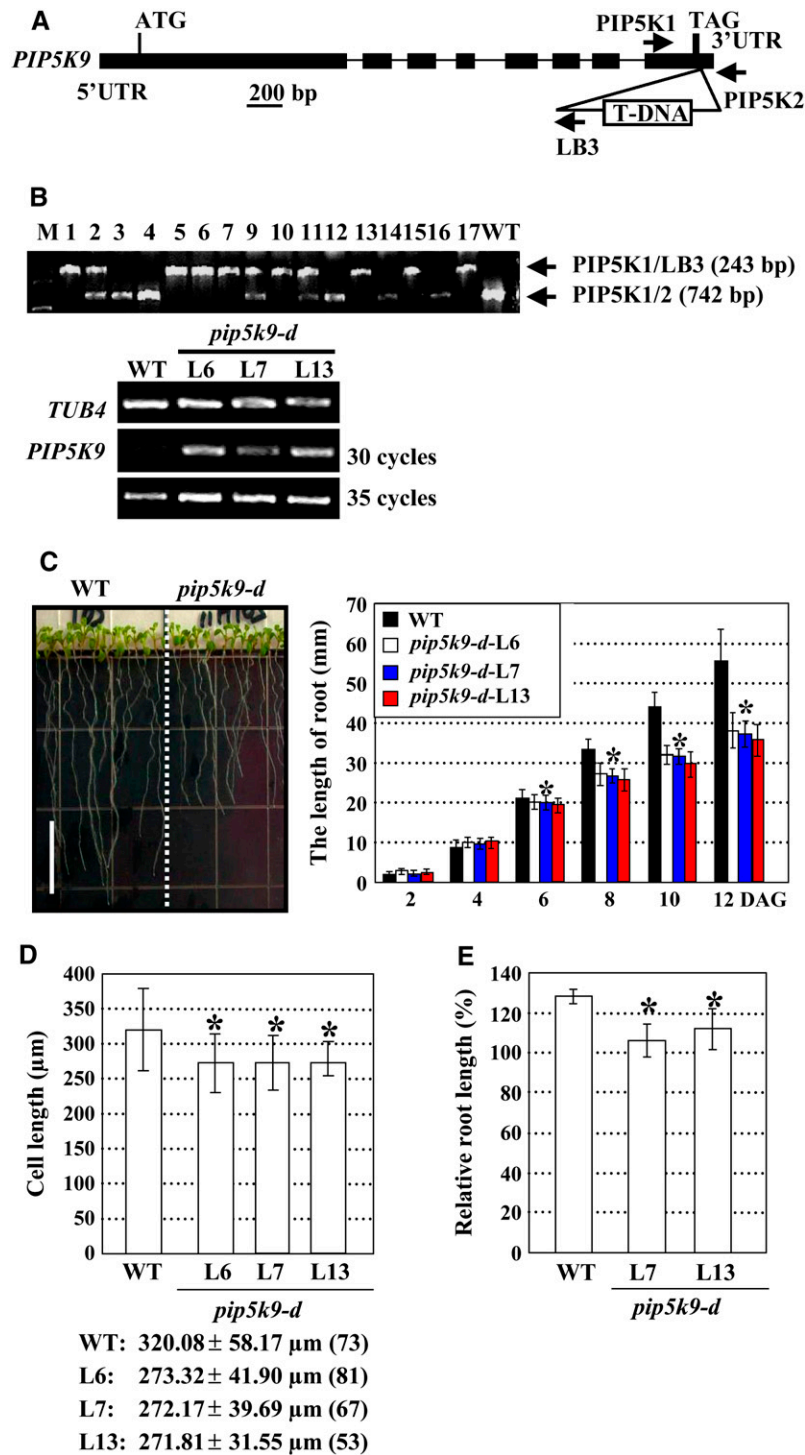 A
ATG
PIP5K1
TAG
3'UTR
PIP5K9
5'UTR
200 bp
PIP5K2
T-DNA
LB3
B
M 1 2 3 4 5 6 7 9 10 11 12 13 14 15 16 17 WT
PIP5K1/LB3 (243 bp)
PIP5K1/2 (742 bp)
pip5k9-d
WT L6 L7 L13
TUB4
PIP5K9
30 cycles
35 cycles
C
WT pip5k9-d
The length of root (mm)
70
60
50
40
30
20
10
0
WT
pip5k9-d-L6
pip5k9-d-L7
pip5k9-d-L13
* * * *
2 4 6 8 10 12 DAG
D
Cell length (µm)
400
350
300
250
200
150
100
50
0
* * *
WT L6 L7 L13
pip5k9-d
WT: 320.08 ± 58.17 µm (73)
L6: 273.32 ± 41.90 µm (81)
L7: 272.17 ± 39.69 µm (67)
L13: 271.81 ± 31.55 µm (53)
E
Relative root length (%)
140
120
100
80
60
40
20
0
* *
WT L7 L13
pip5k9-d